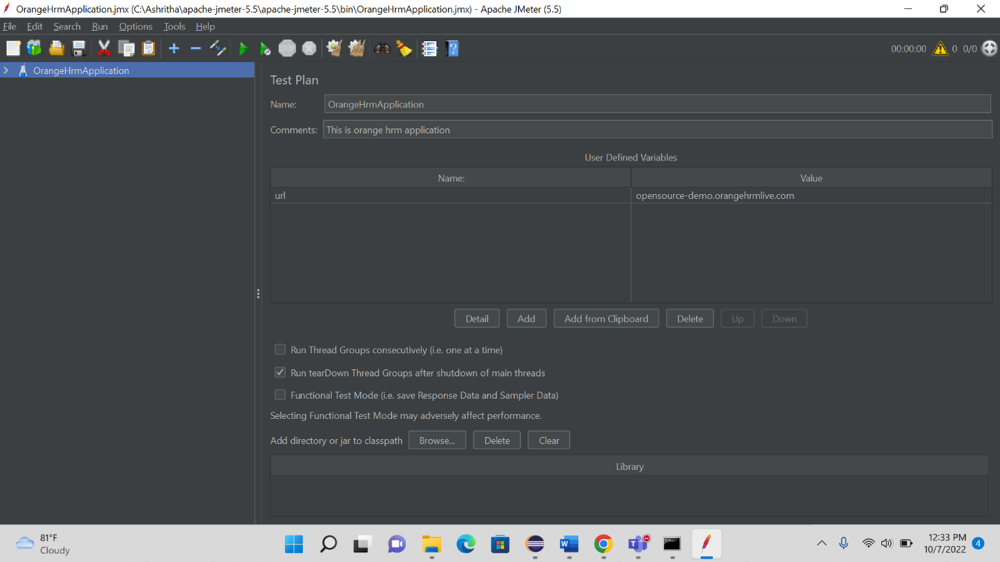 OrangeHrmApplication.jmx (C:\Ashritha\apache-jmeter-5.5\apache-jmeter-5.5\bin\OrangeHrmApplication.jmx) - Apache JMeter (5.5)
File Edit Search Run Options Tools Help
STOP
00:00:00 0 0/0
OrangeHrmApplication
Test Plan
Name: OrangeHrmApplication
Comments: This is orange hrm application
User Defined Variables
Name: Value
url opensource-demo.orangehrmlive.com
Detail Add Add from Clipboard Delete Up Down
Run Thread Groups consecutively (i.e. one at a time)
Run tearDown Thread Groups after shutdown of main threads
Functional Test Mode (i.e. save Response Data and Sampler Data)
Selecting Functional Test Mode may adversely affect performance.
Add directory or jar to classpath Browse... Delete Clear
Library
81°F
Cloudy
12:33 PM
10/7/2022
4